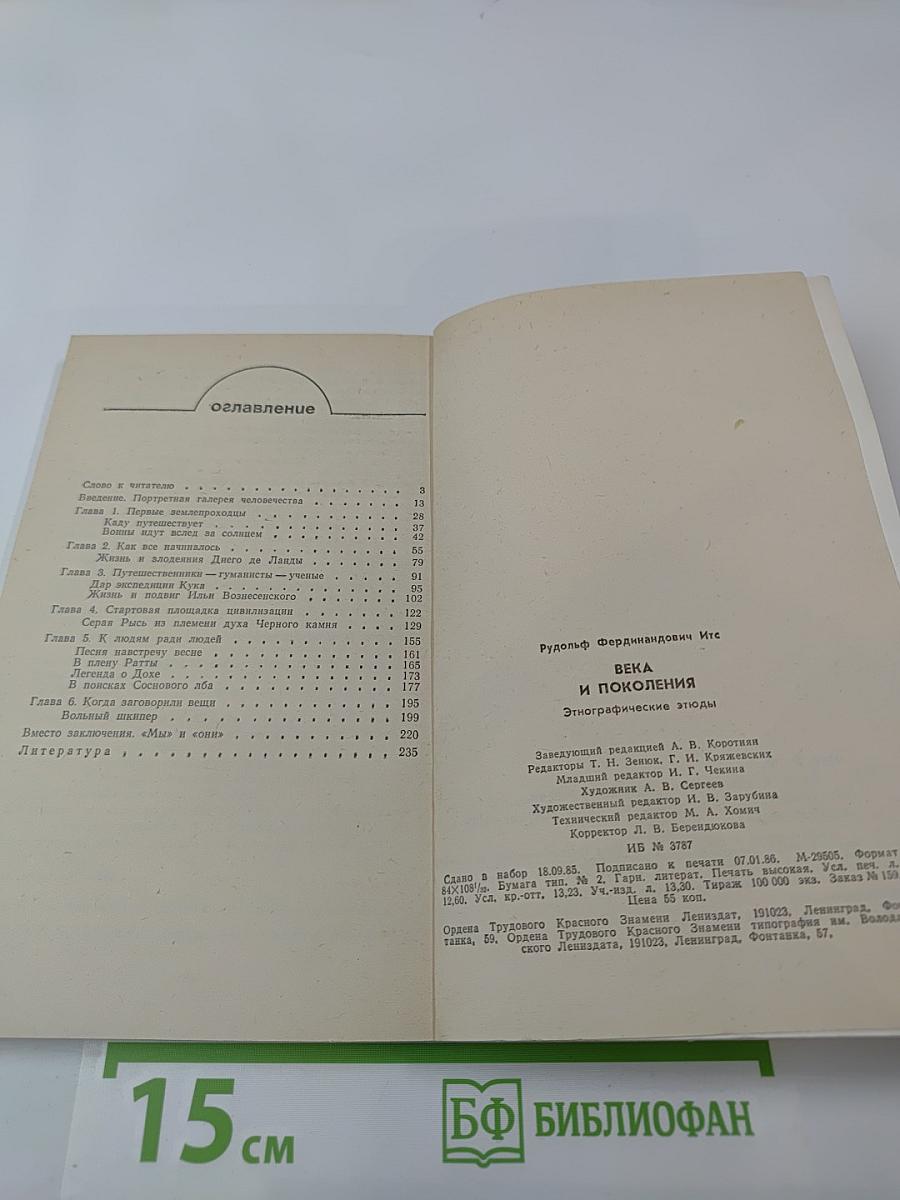 оглавление
Слово к читателю . . . . . . . . . . . . . . . . 3
Введение. Портретная галерея человечества . . . . . . . 13
Глава 1. Первые землепроходцы . . . . . . . . . . . 28
Каду путешествует . . . . . . . . . . . . . . 37
Воины идут вслед за солнцем . . . . . . . . . . 42
Глава 2. Как все начиналось . . . . . . . . . . . . . 55
Жизнь и злодеяния Диего де Ланды . . . . . . . . 79
Глава 3. Путешественники — гуманисты — ученые . . . . . 91
Дар экспедиции Кука . . . . . . . . . . . . . . 95
Жизнь и подвиг Ильи Вознесенского . . . . . . . 102
Глава 4. Стартовая площадка цивилизации . . . . . . . 122
Серая Рысь из племени духа Черного камня . . . . 129
Глава 5. К людям ради людей . . . . . . . . . . . . 155
Песня навстречу весне . . . . . . . . . . . . . 161
В плену Ратты . . . . . . . . . . . . . . . . 165
Легенда о Дохе . . . . . . . . . . . . . . . . 173
В поисках Соснового лба . . . . . . . . . . . . 177
Глава 6. Когда заговорили вещи . . . . . . . . . . . 195
Вольный шкипер . . . . . . . . . . . . . . . . 199
Вместо заключения. «Мы» и «они» . . . . . . . . . . 220
Литература . . . . . . . . . . . . . . . . . 235
Рудольф Фердинандович Итс
ВЕКА
И ПОКОЛЕНИЯ
Этнографические этюды
Заведующий редакцией А. В. Коротнян
Редакторы Т. Н. Зенюк, Г. И. Кряжевских
Младший редактор И. Г. Чекина
Художник А. В. Сергеев
Художественный редактор И. В. Зарубина
Технический редактор М. А. Хомич
Корректор Л. В. Берендюкова
ИБ № 3787
Сдано в набор 18.09.85. Подписано к печати 07.01.86. М-29505. Формат
84×108¹/₃₂. Бумага тип. № 2. Гарн. литерат. Печать высокая. Усл. печ. л.
12,60. Усл. кр.-отт. 13,23. Уч.-изд. л. 13,30. Тираж 100 000 экз. Заказ № 159
Цена 55 коп.
Ордена Трудового Красного Знамени Лениздат, 191023, Ленинград, Фон
танка, 59. Ордена Трудового Красного Знамени типография им. Володар
ского Лениздата, 191023, Ленинград, Фонтанка, 57.
15 см
БФ БИБЛИОФАН